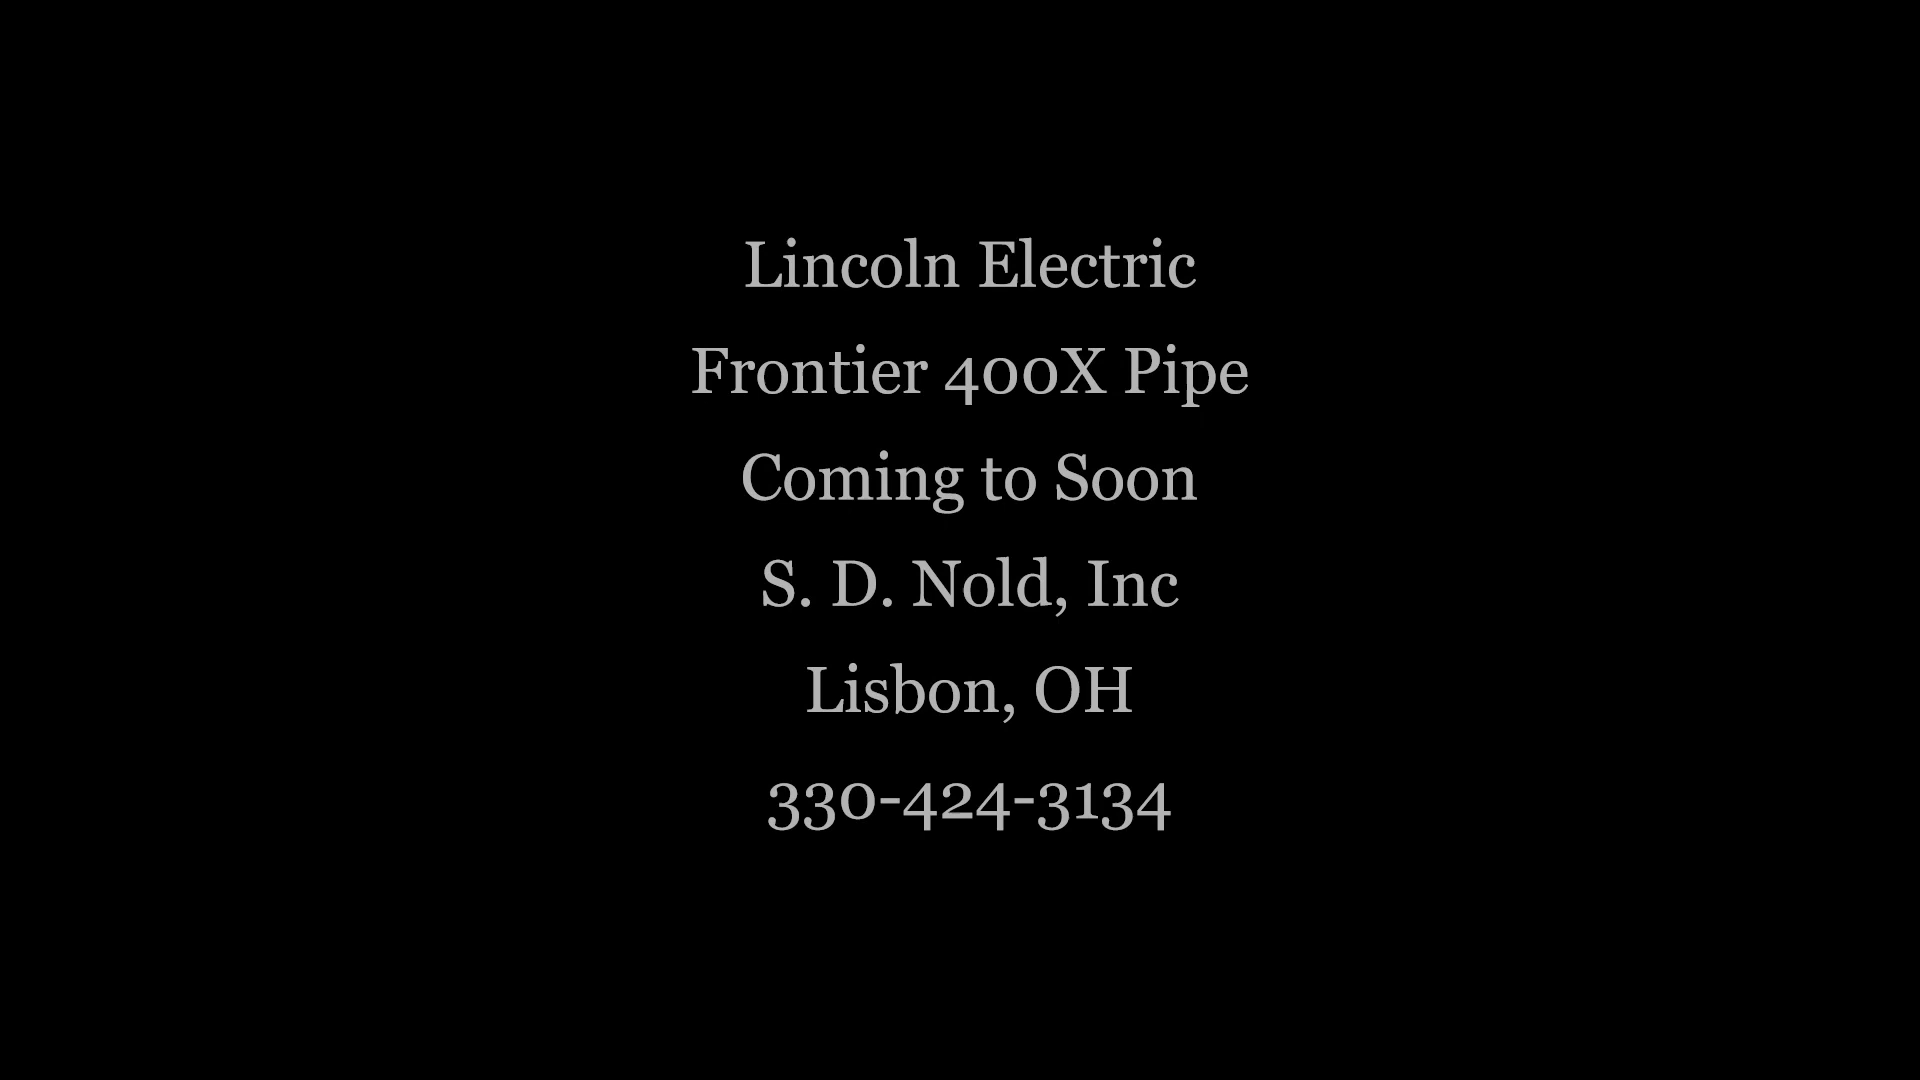 Lincoln Electric
Frontier 400X Pipe
Coming to Soon
S. D. Nold, Inc
Lisbon, OH
330-424-3134